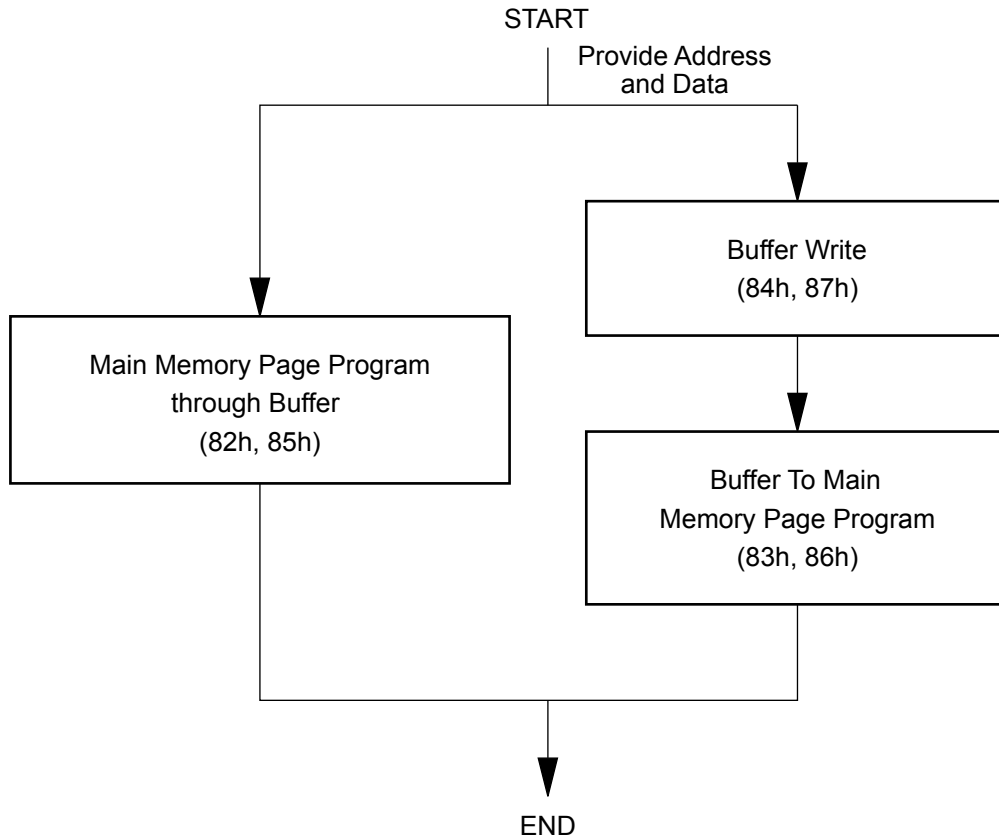 START
Provide Address
and Data
Buffer Write
(84h, 87h)
Main Memory Page Program
through Buffer
(82h, 85h)
Buffer To Main
Memory Page Program
(83h, 86h)
END